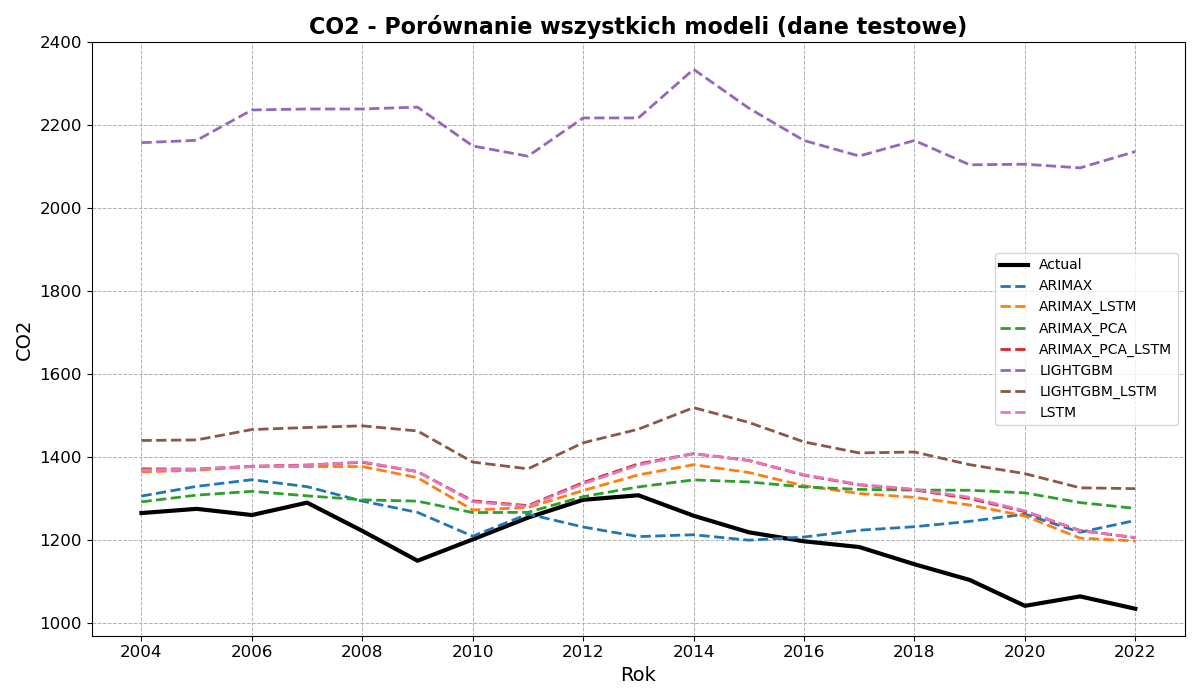 CO2 - Porównanie wszystkich modeli (dane testowe)
2400
2200
2000
1800
1600
1400
1200
1000
CO2
Actual
ARIMAX
ARIMAX_LSTM
ARIMAX_PCA
ARIMAX_PCA_LSTM
LIGHTGBM
LIGHTGBM_LSTM
LSTM
2004 2006 2008 2010 2012 2014 2016 2018 2020 2022
Rok